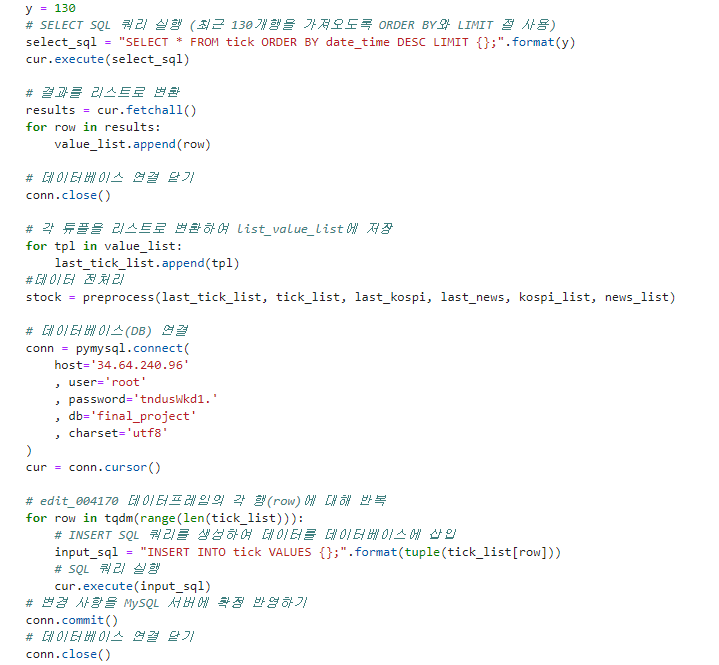 y = 130
# SELECT SQL 쿼리 실행 (최근 130개행을 가져오도록 ORDER BY와 LIMIT 절 사용)
select_sql = "SELECT * FROM tick ORDER BY date_time DESC LIMIT {};".format(y)
cur.execute(select_sql)
# 결과를 리스트로 변환
results = cur.fetchall()
for row in results:
    value_list.append(row)
# 데이터베이스 연결 닫기
conn.close()
# 각 튜플을 리스트로 변환하여 list_value_list에 저장
for tpl in value_list:
    last_tick_list.append(tpl)
#데이터 전처리
stock = preprocess(last_tick_list, tick_list, last_kospi, last_news, kospi_list, news_list)
# 데이터베이스(DB) 연결
conn = pymysql.connect(
    host='34.64.240.96'
    , user='root'
    , password='tndusWkd1.'
    , db='final_project'
    , charset='utf8'
)
cur = conn.cursor()
# edit_004170 데이터프레임의 각 행(row)에 대해 반복
for row in tqdm(range(len(tick_list))):
    # INSERT SQL 쿼리를 생성하여 데이터를 데이터베이스에 삽입
    input_sql = "INSERT INTO tick VALUES {};".format(tuple(tick_list[row]))
    # SQL 쿼리 실행
    cur.execute(input_sql)
# 변경 사항을 MySQL 서버에 확정 반영하기
conn.commit()
# 데이터베이스 연결 닫기
conn.close()